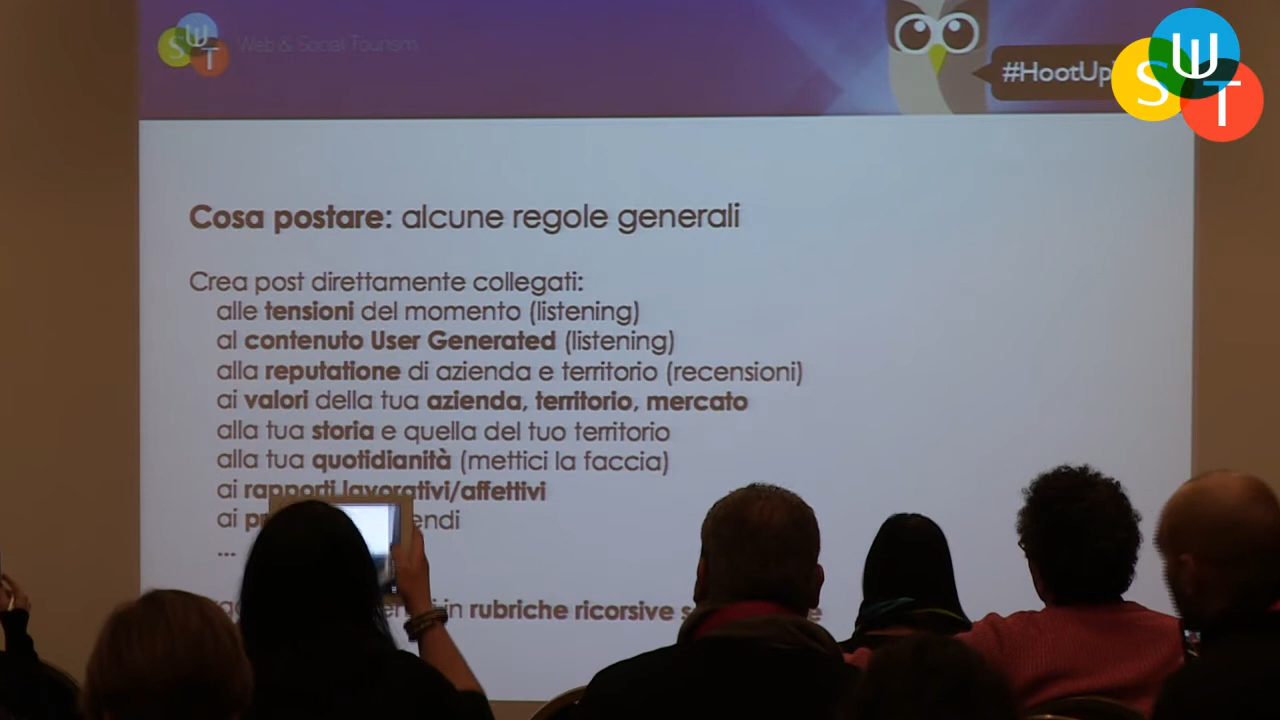 SWT Web & Social Tourism
#HootUp
SWT
Cosa postare: alcune regole generali
Crea post direttamente collegati:
alle tensioni del momento (listening)
al contenuto User Generated (listening)
alla reputatione di azienda e territorio (recensioni)
ai valori della tua azienda, territorio, mercato
alla tua storia e quella del tuo territorio
alla tua quotidianità (mettici la faccia)
ai rapporti lavorativi/affettivi
ai
...
in rubriche ricorsive